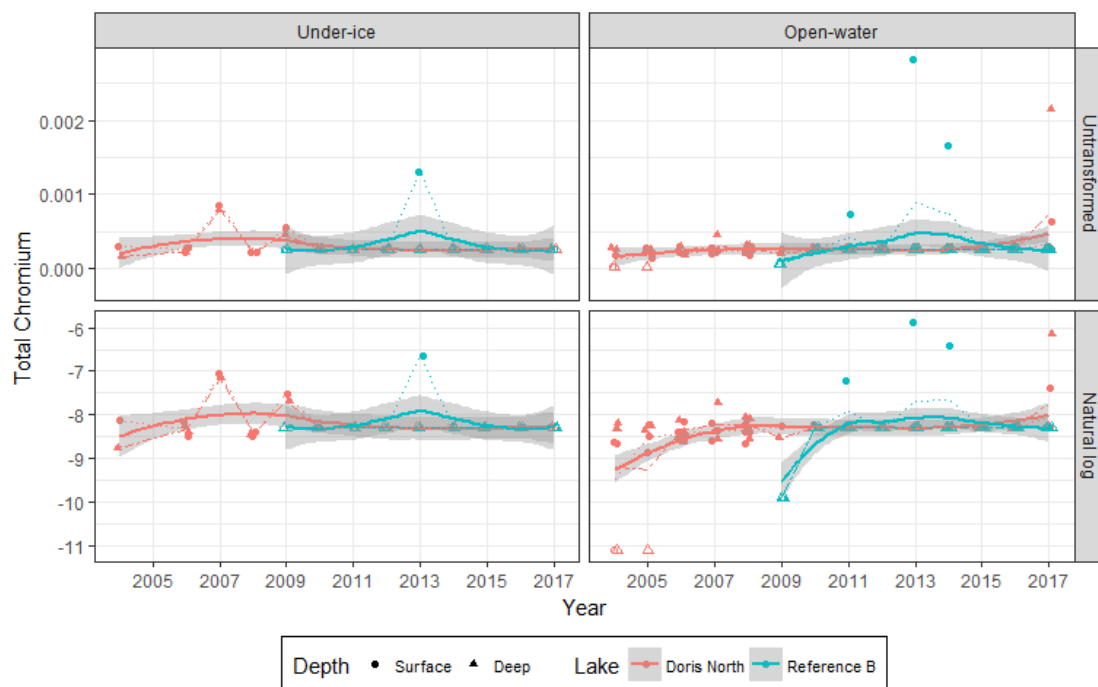 Under-ice
Open-water
Total Chromium
0.002
0.001
0.000
Untransformed
-6
-7
-8
-9
-10
-11
Natural log
2005 2007 2009 2011 2013 2015 2017 2005 2007 2009 2011 2013 2015 2017
Year
Depth Surface Deep Lake Doris North Reference B